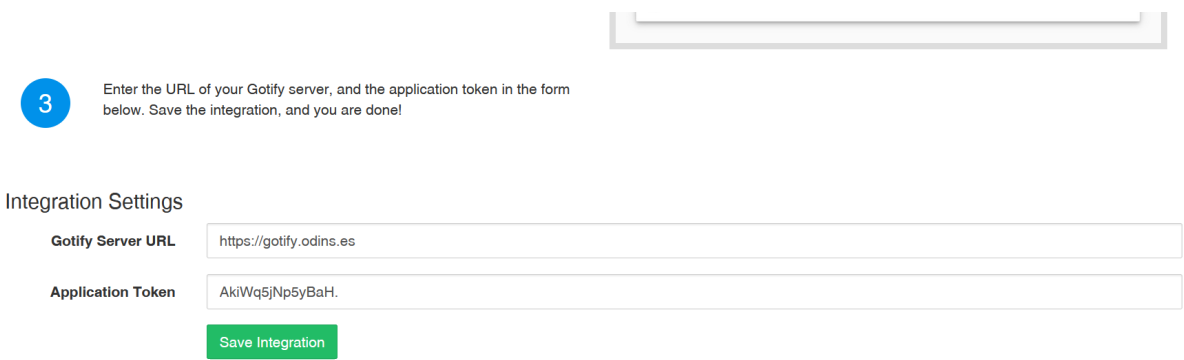 3
Enter the URL of your Gotify server, and the application token in the form
below. Save the integration, and you are done!
Integration Settings
Gotify Server URL
https://gotify.odins.es
Application Token
AkiWq5jNp5yBaH.
Save Integration